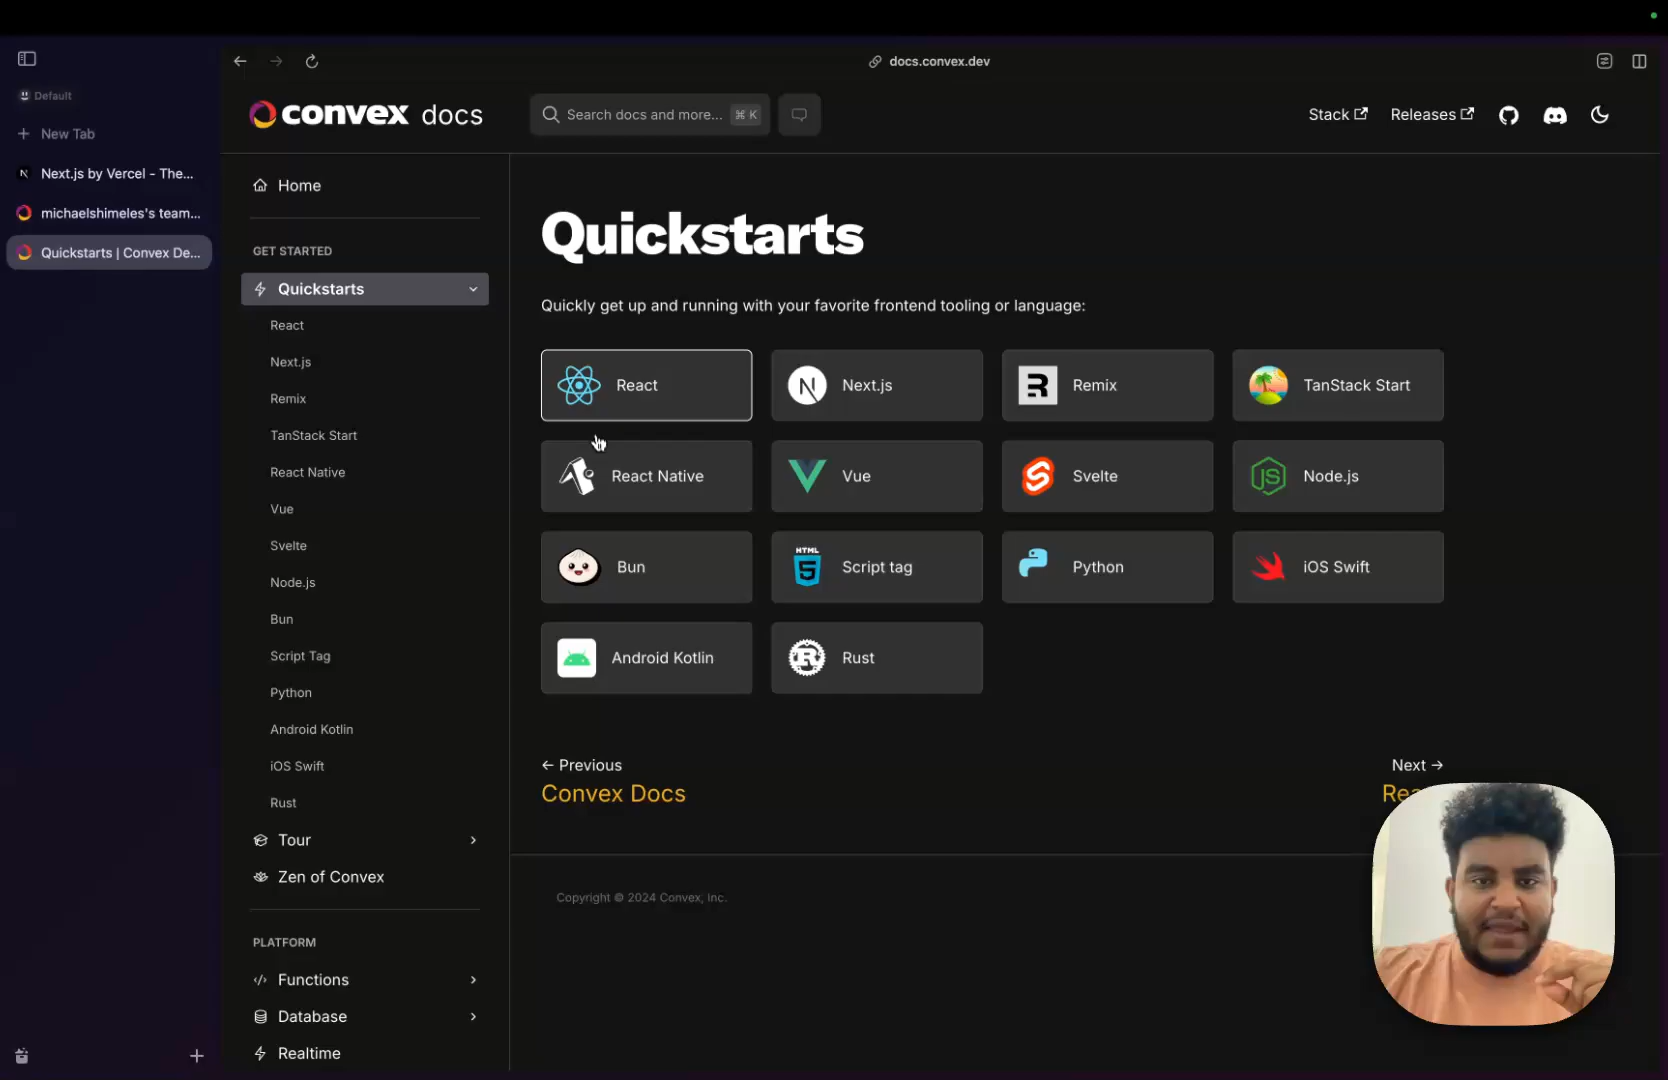 Default
New Tab
Next.js by Vercel - The...
michaelshimeles's team...
Quickstarts | Convex De...
docs.convex.dev
convex docs
Search docs and more... ⌘ K
Stack
Releases
Home
GET STARTED
Quickstarts
React
Next.js
Remix
TanStack Start
React Native
Vue
Svelte
Node.js
Bun
Script Tag
Python
Android Kotlin
iOS Swift
Rust
Tour
Zen of Convex
PLATFORM
Functions
Database
Realtime
Quickstarts
Quickly get up and running with your favorite frontend tooling or language:
React
N Next.js
R Remix
TanStack Start
React Native
Vue
Svelte
JS Node.js
Bun
HTML 5 Script tag
Python
iOS Swift
Android Kotlin
R Rust
← Previous
Convex Docs
Next →
Copyright © 2024 Convex, Inc.